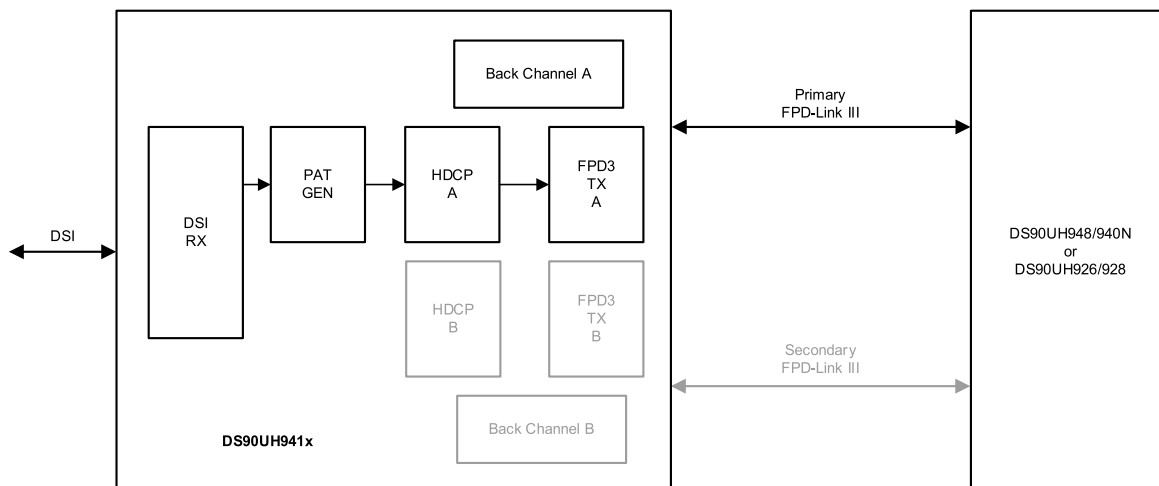 Back Channel A
Primary
FPD-Link III
DSI
DSI
RX
PAT
GEN
HDCP
A
FPD3
TX
A
DS90UH948/940N
or
DS90UH926/928
HDCP
B
FPD3
TX
B
Secondary
FPD-Link III
Back Channel B
DS90UH941x